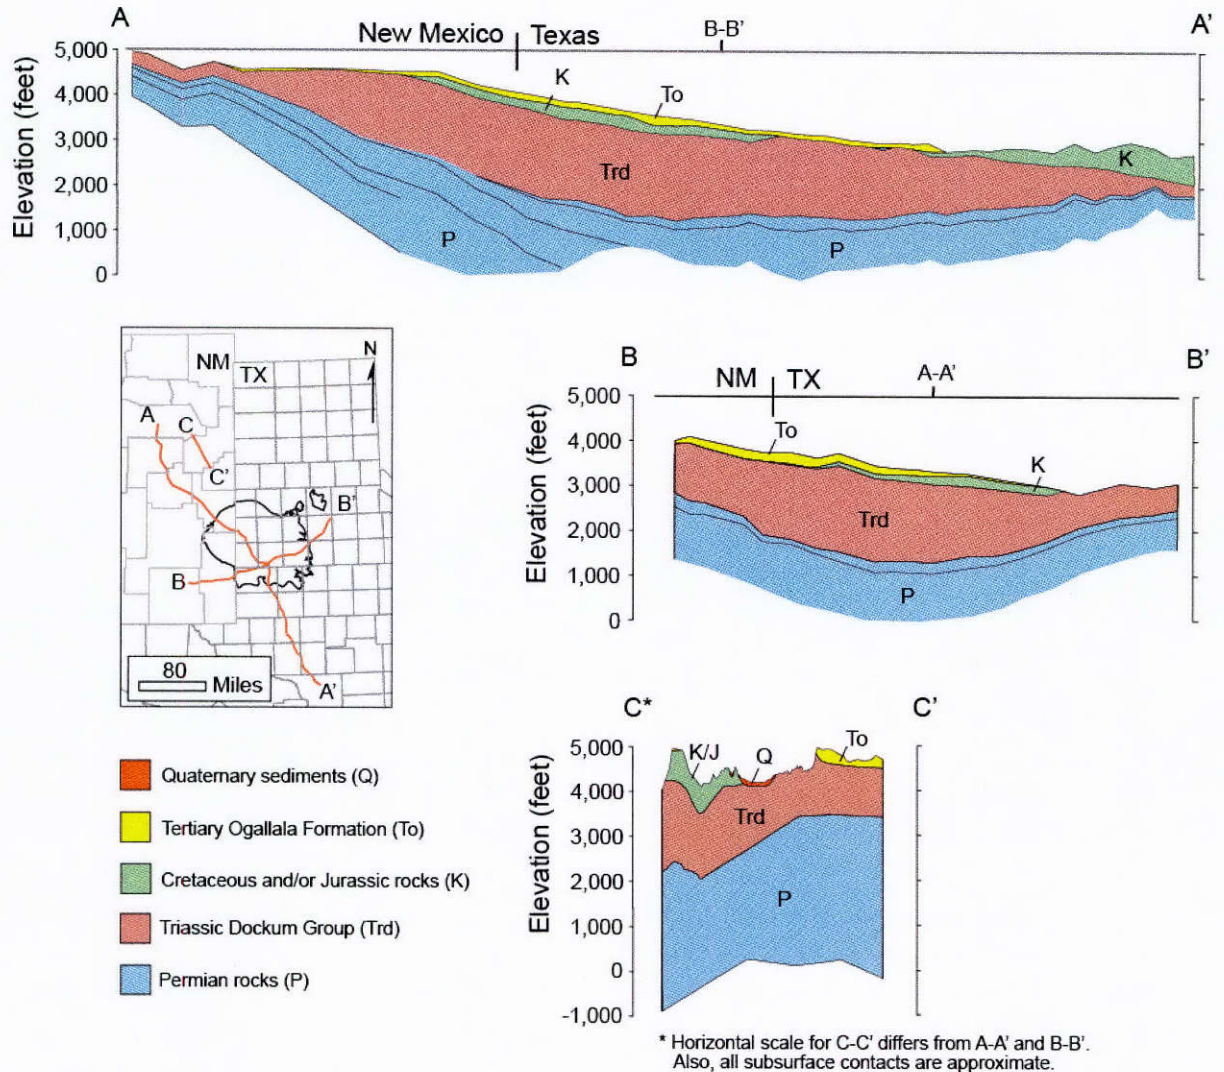 A
A'
New Mexico
Texas
B-B'
Elevation (feet)
5,000
4,000
3,000
2,000
1,000
0
K
To
Trd
K
P
P
NM
TX
N
A
C
C'
B'
B
A'
80
Miles
B
B'
NM
TX
A-A'
Elevation (feet)
5,000
4,000
3,000
2,000
1,000
0
To
K
Trd
P
C*
C'
Elevation (feet)
5,000
4,000
3,000
2,000
1,000
0
-1,000
K/J
Q
To
Trd
P
Quaternary sediments (Q)
Tertiary Ogallala Formation (To)
Cretaceous and/or Jurassic rocks (K)
Triassic Dockum Group (Trd)
Permian rocks (P)
* Horizontal scale for C-C' differs from A-A' and B-B'.
Also, all subsurface contacts are approximate.